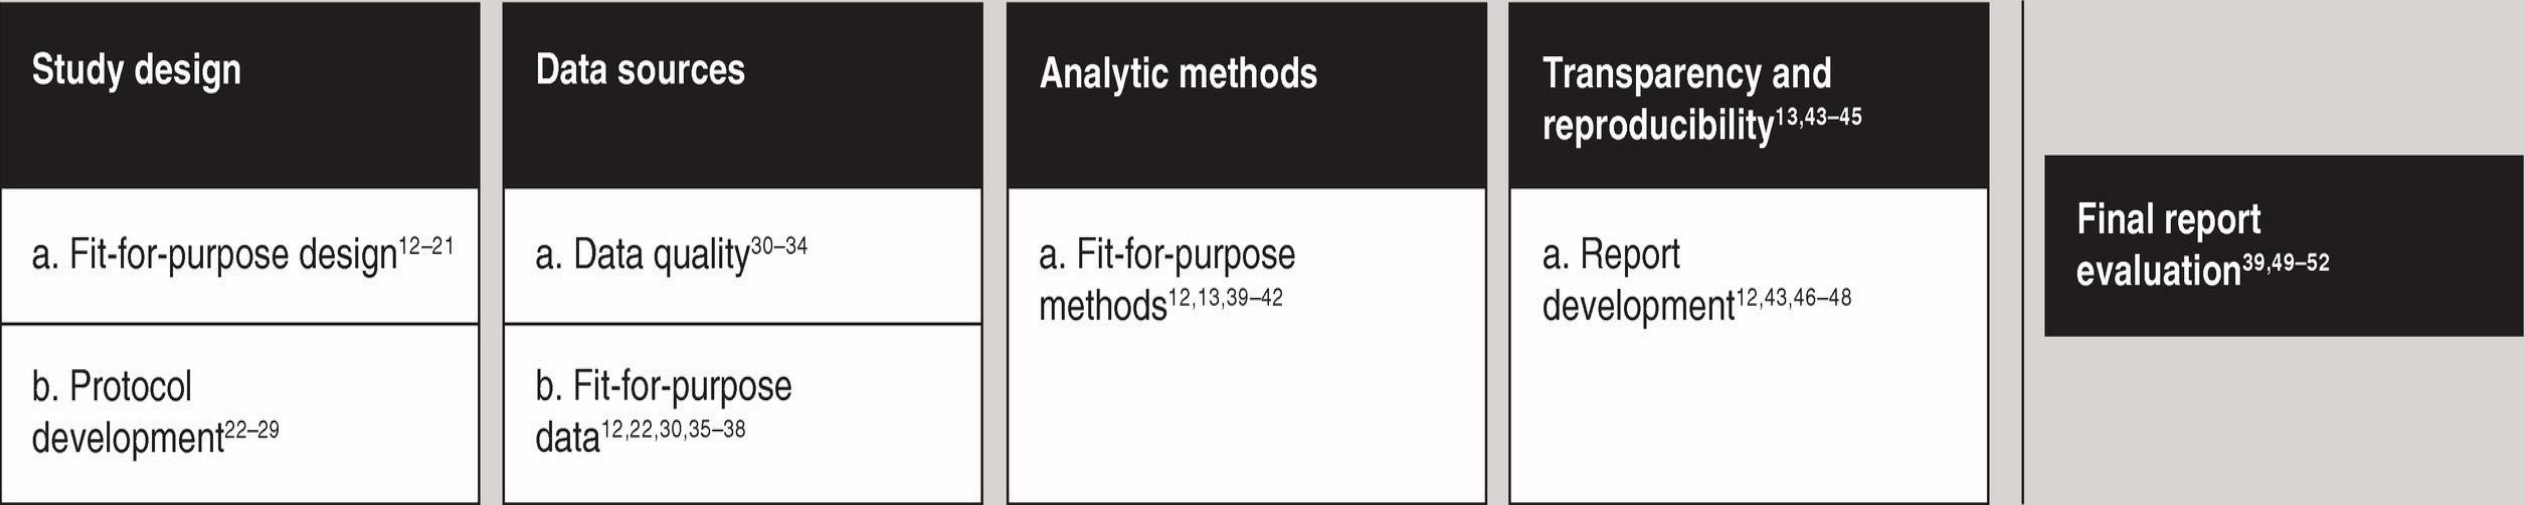 Study design
a. Fit-for-purpose design12–21
b. Protocol
development22–29
Data sources
a. Data quality30–34
b. Fit-for-purpose
data12,22,30,35–38
Analytic methods
a. Fit-for-purpose
methods12,13,39–42
Transparency and
reproducibility13,43–45
a. Report
development12,43,46–48
Final report
evaluation39,49–52